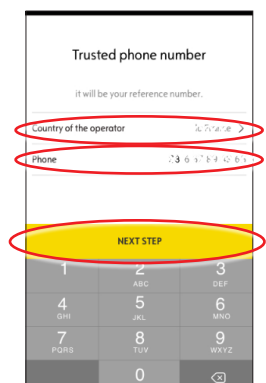 Trusted phone number
it will be your reference number.
Country of the operator >
Phone
NEXT STEP
1
2 ABC
3 DEF
4 GHI
5 JKL
6 MNO
7 PQRS
8 TUV
9 WXYZ
0